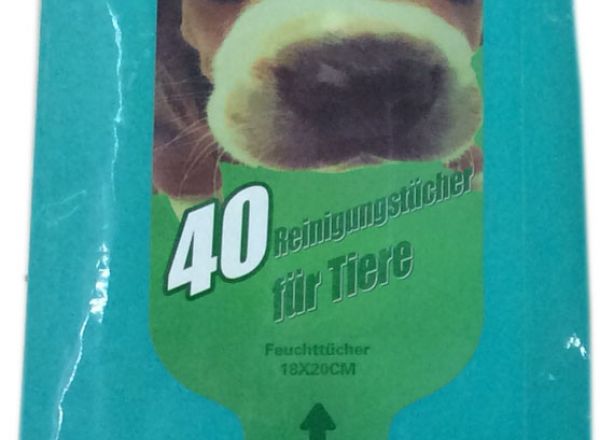 40 Reinigungstücher
für Tiere
Feuchttücher
18X20CM